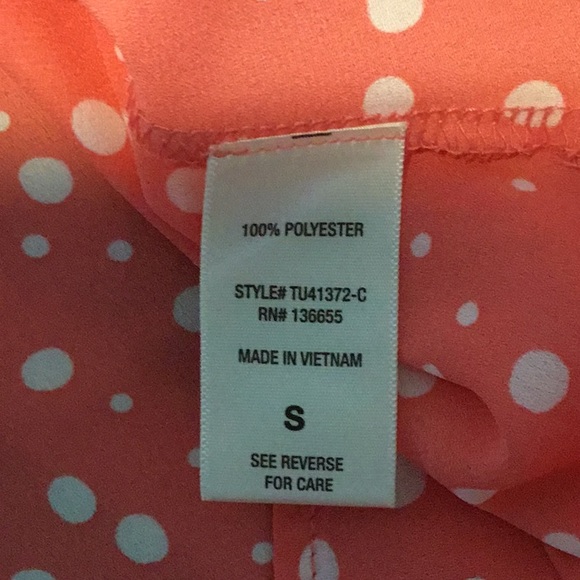 100% POLYESTER
STYLE# TU41372-C
RN# 136655
MADE IN VIETNAM
S
SEE REVERSE
FOR CARE